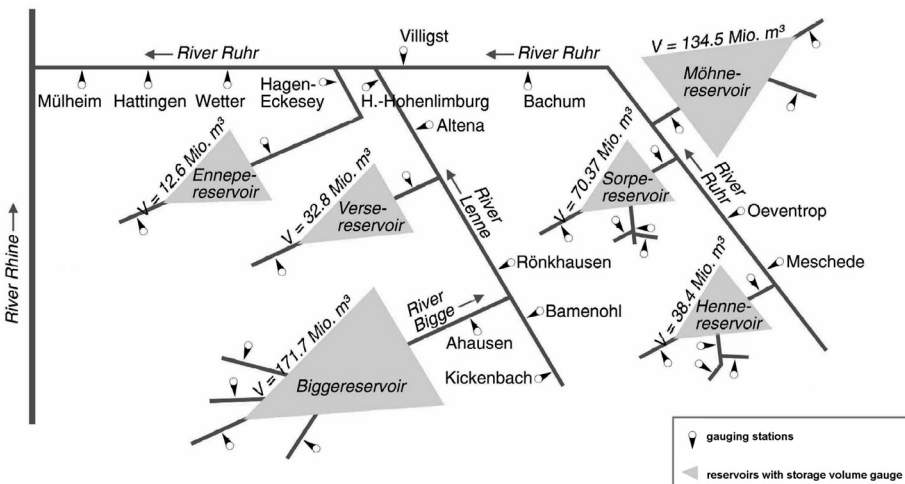 Villigst
River Ruhr
River Ruhr
V = 134.5 Mio. m³
Möhne-
reservoir
Mülheim
Hattingen
Wetter
Hagen-
Eckesey
H.-Hohenlimburg
Bachum
Altena
V = 12.6 Mio. m³
Ennepe-
reservoir
V = 32.8 Mio. m³
Verse-
reservoir
River
Lenne
V = 70.37 Mio. m³
Sorpe-
reservoir
River
Ruhr
Oeventrop
River Rhine
Rönkhausen
Meschede
V = 38.4 Mio. m³
Henne-
reservoir
River
Bigge
Bamenohl
Ahausen
V = 171.7 Mio. m³
Biggereservoir
Kickenbach
gauging stations
reservoirs with storage volume gauge